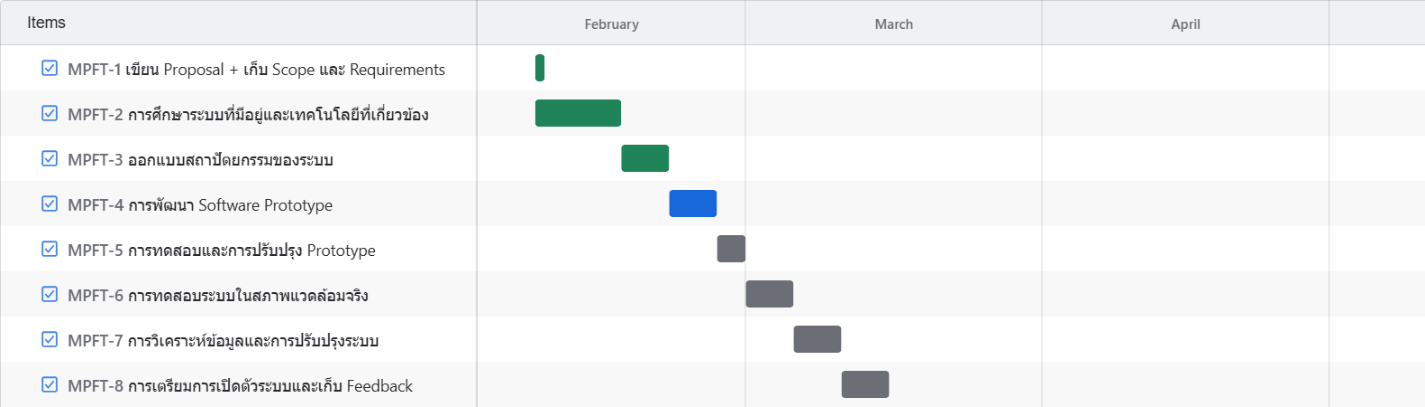 Items
February
March
April
MPFT-1 เขียน Proposal + เก็บ Scope และ Requirements
MPFT-2 การศึกษาระบบที่มีอยู่และเทคโนโลยีที่เกี่ยวข้อง
MPFT-3 ออกแบบสถาปัตยกรรมของระบบ
MPFT-4 การพัฒนา Software Prototype
MPFT-5 การทดสอบและการปรับปรุง Prototype
MPFT-6 การทดสอบระบบในสภาพแวดล้อมจริง
MPFT-7 การวิเคราะห์ข้อมูลและการปรับปรุงระบบ
MPFT-8 การเตรียมการเปิดตัวระบบและเก็บ Feedback